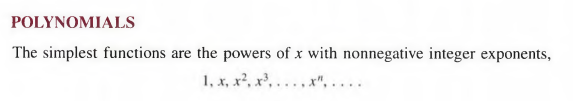 POLYNOMIALS
The simplest functions are the powers of x with nonnegative integer exponents,
1, x, x², x³, . . . , xⁿ, . . . .